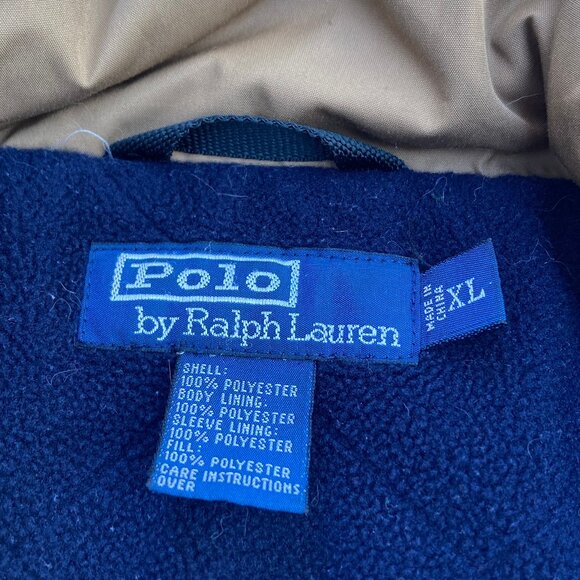 Polo
by Ralph Lauren
MADE IN
CHINA
XL
SHELL:
100% POLYESTER
BODY LINING:
100% POLYESTER
SLEEVE LINING:
100% POLYESTER
FILL:
100% POLYESTER
CARE INSTRUCTIONS
OVER